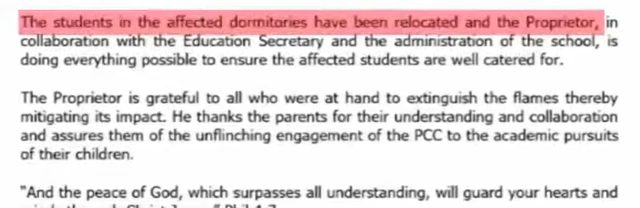 The students in the affected dormitories have been relocated and the Proprietor, in
collaboration with the Education Secretary and the administration of the school, is
doing everything possible to ensure the affected students are well catered for.
The Proprietor is grateful to all who were at hand to extinguish the flames thereby
mitigating its impact. He thanks the parents for their understanding and collaboration
and assures them of the unflinching engagement of the PCC to the academic pursuits
of their children.
"And the peace of God, which surpasses all understanding, will guard your hearts and